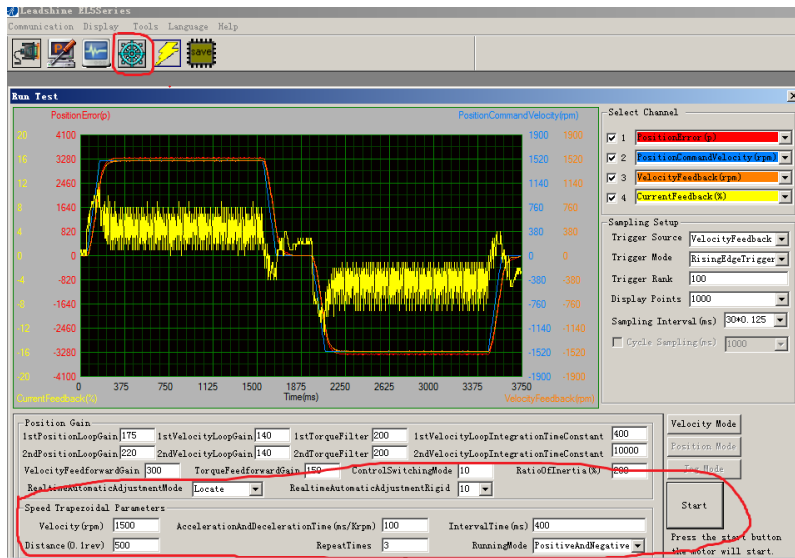 Leadshine ELSSeries
Communication Display Tools Language Help
save
Run Test
PositionError(p) PositionCommandVelocity(rpm)
20 4100 1900 1900
16 3280 1520 1520
12 2460 1140 1140
8 1640 760 760
4 820 380 380
0 0 0 0
-4 -820 -380 -380
-8 -1640 -760 -760
-12 -2460 -1140 -1140
-16 -3280 -1520 -1520
-20 -4100 -1900 -1900
0 375 750 1125 1500 1875 2250 2625 3000 3375 3750
CurrentFeedback(%) Time(ms) VelocityFeedback(rpm)
Select Channel
1 PositionError(p)
2 PositionCommandVelocity(rpm)
3 VelocityFeedback(rpm)
4 CurrentFeedback(%)
Sampling Setup
Trigger Source VelocityFeedback
Trigger Mode RisingEdgeTrigger
Trigger Rank 100
Display Points 1000
Sampling Interval(ms) 30*0.125
Cycle Sampling(ms) 1000
Position Gain
1stPositionLoopGain 175 1stVelocityLoopGain 140 1stTorqueFilter 200 1stVelocityLoopIntegrationTimeConstant 400
2ndPositionLoopGain 220 2ndVelocityLoopGain 140 2ndTorqueFilter 200 2ndVelocityLoopIntegrationTimeConstant 10000
VelocityFeedforwardGain 300 TorqueFeedforwardGain 150 ControlSwitchingMode 10 RatioOfInertia(%) 200
RealtimeAutomaticAdjustmentMode Locate RealtimeAutomaticAdjustmentRigid 10
Speed Trapezoidal Parameters
Velocity(rpm) 1500 AccelerationAndDecelerationTime(ms/Krpm) 100 IntervalTime(ms) 400
Distance(0.1rev) 500 RepeatTimes 3 RunningMode PositiveAndNegative
Velocity Mode
Position Mode
Jog Mode
Start
Press the start button
the motor will start.